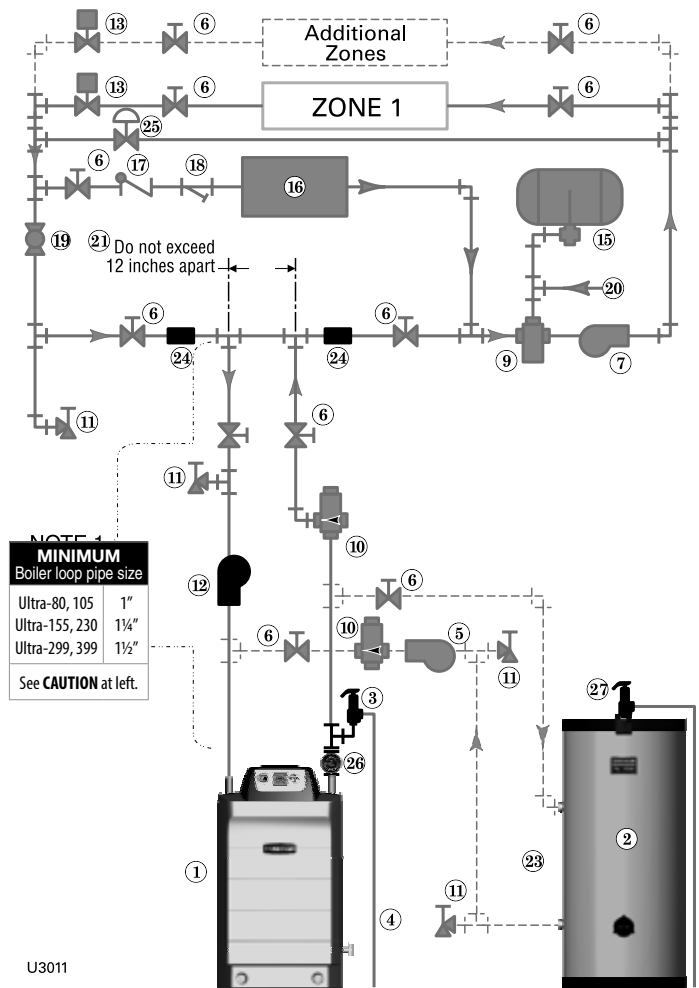 13 6 Additional Zones 6
13 6 ZONE 1 6
25
6 17 18 16 15
19 21 Do not exceed
12 inches apart
20
6 24 24 6 9 7
11 6
11 10
NOTE 1
MINIMUM
Boiler loop pipe size
Ultra-80, 105 1”
Ultra-155, 230 1¼”
Ultra-299, 399 1½”
See CAUTION at left.
12 6
6 10 5 11
3 27
26
1 2
23
11
4
U3011